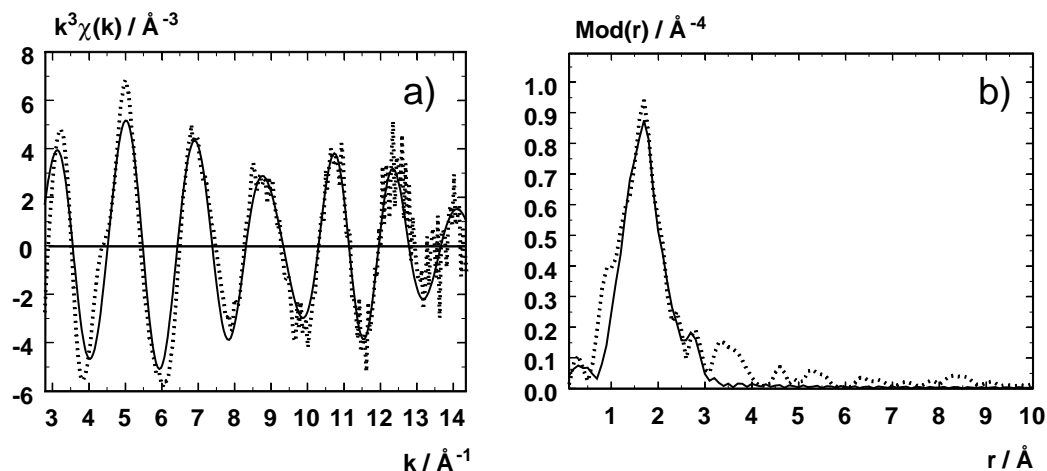 k³χ(k) / Å⁻³
8
6
4
2
0
-2
-4
-6
a)
3 4 5 6 7 8 9 10 11 12 13 14
k / Å⁻¹
Mod(r) / Å⁻⁴
1.0
0.9
0.8
0.7
0.6
0.5
0.4
0.3
0.2
0.1
0.0
b)
1 2 3 4 5 6 7 8 9 10
r / Å